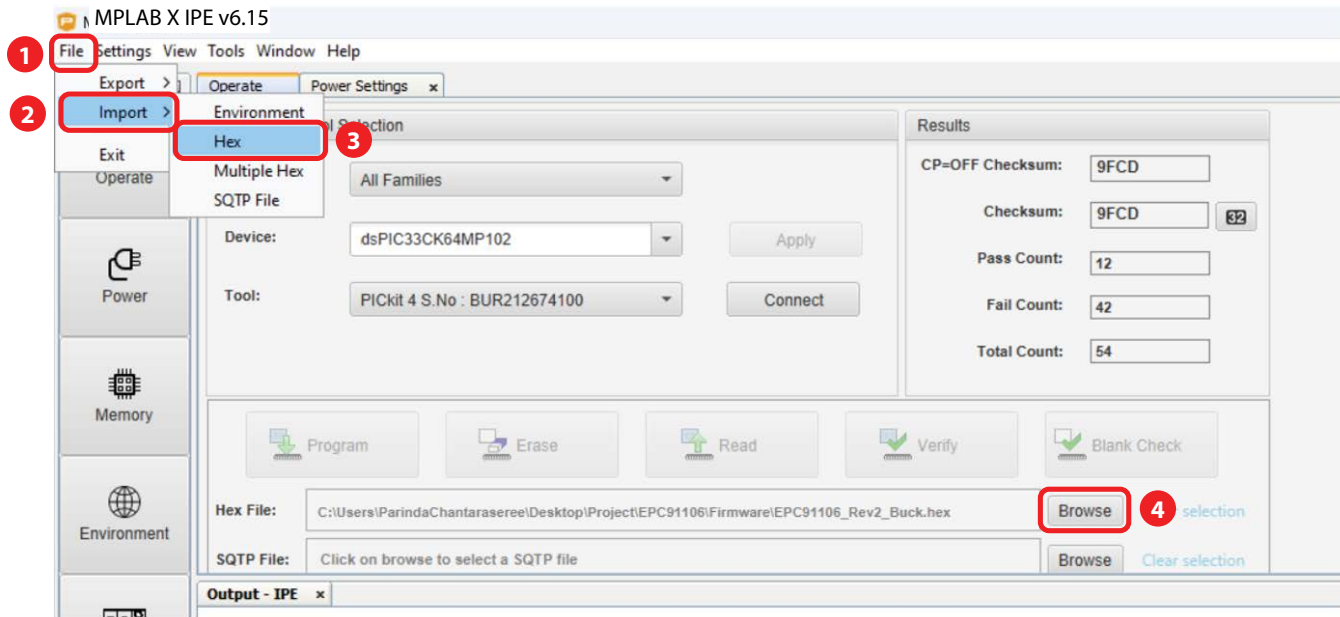 MPLAB X IPE v6.15
1 File Settings View Tools Window Help
Export > Operate Power Settings x
2 Import > Environment Selection Results
Hex 3
Exit Multiple Hex CP=OFF Checksum: 9FCD
Operate SQTP File All Families
Checksum: 9FCD 32
Device: dsPIC33CK64MP102 Apply
Pass Count: 12
Power Tool: PICkit 4 S.No : BUR212674100 Connect Fail Count: 42
Total Count: 54
Memory
Program Erase Read Verify Blank Check
Hex File: C:\Users\ParindaChantaraseree\Desktop\Project\EPC91106\Firmware\EPC91106_Rev2_Buck.hex Browse 4 selection
Environment
SQTP File: Click on browse to select a SQTP file Browse Clear selection
Output - IPE x